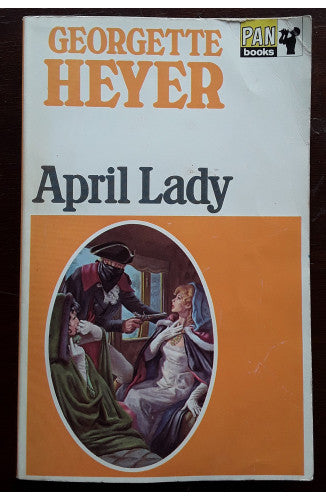 GEORGETTE
HEYER
PAN
books
April Lady